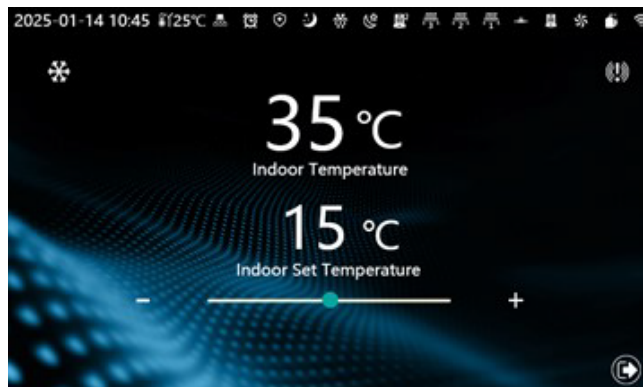 2025-01-14 10:45 25℃
35 ℃
Indoor Temperature
15 ℃
Indoor Set Temperature
- +